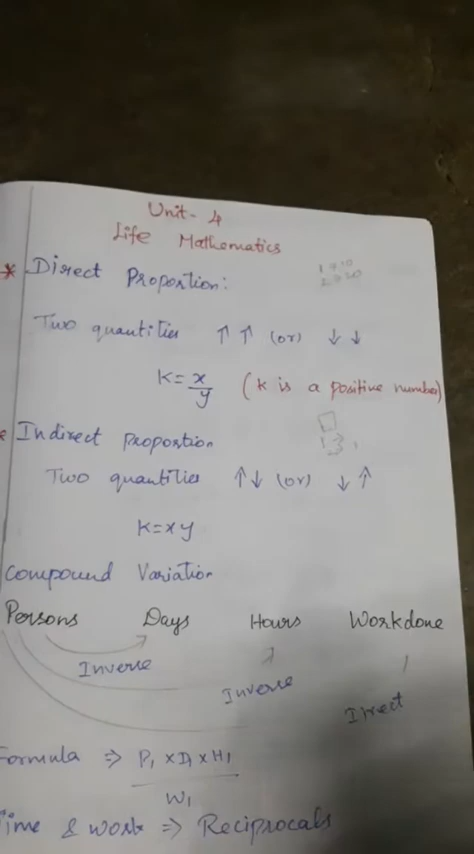 Unit- 4
Life Mathematics
* Direct Proportion:
Two quantities ↑ ↑ (or) ↓ ↓
K = x/y (K is a positive number)
Indirect proportion
Two quantities ↑↓ (or) ↓ ↑
K = xy
Compound Variation
Persons Days Hours Workdone
Inverse
Inverse
Direct
Formula ⇒ P₁ × D₁ × H₁ / W₁
Time & work ⇒ Reciprocals